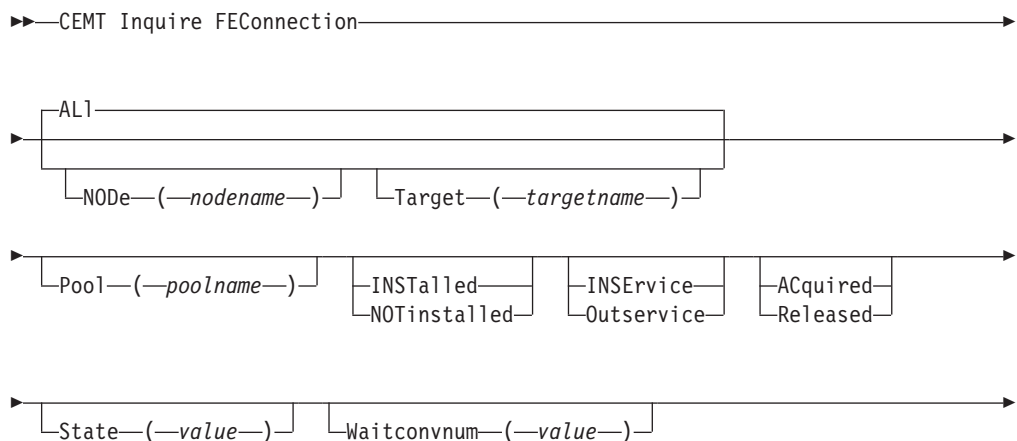 CEMT Inquire FEConnection
ALl
NODe ( nodename ) Target ( targetname )
Pool ( poolname ) INSTalled INSErvice ACquired
NOTinstalled Outservice Released
State ( value ) Waitconvnum ( value )